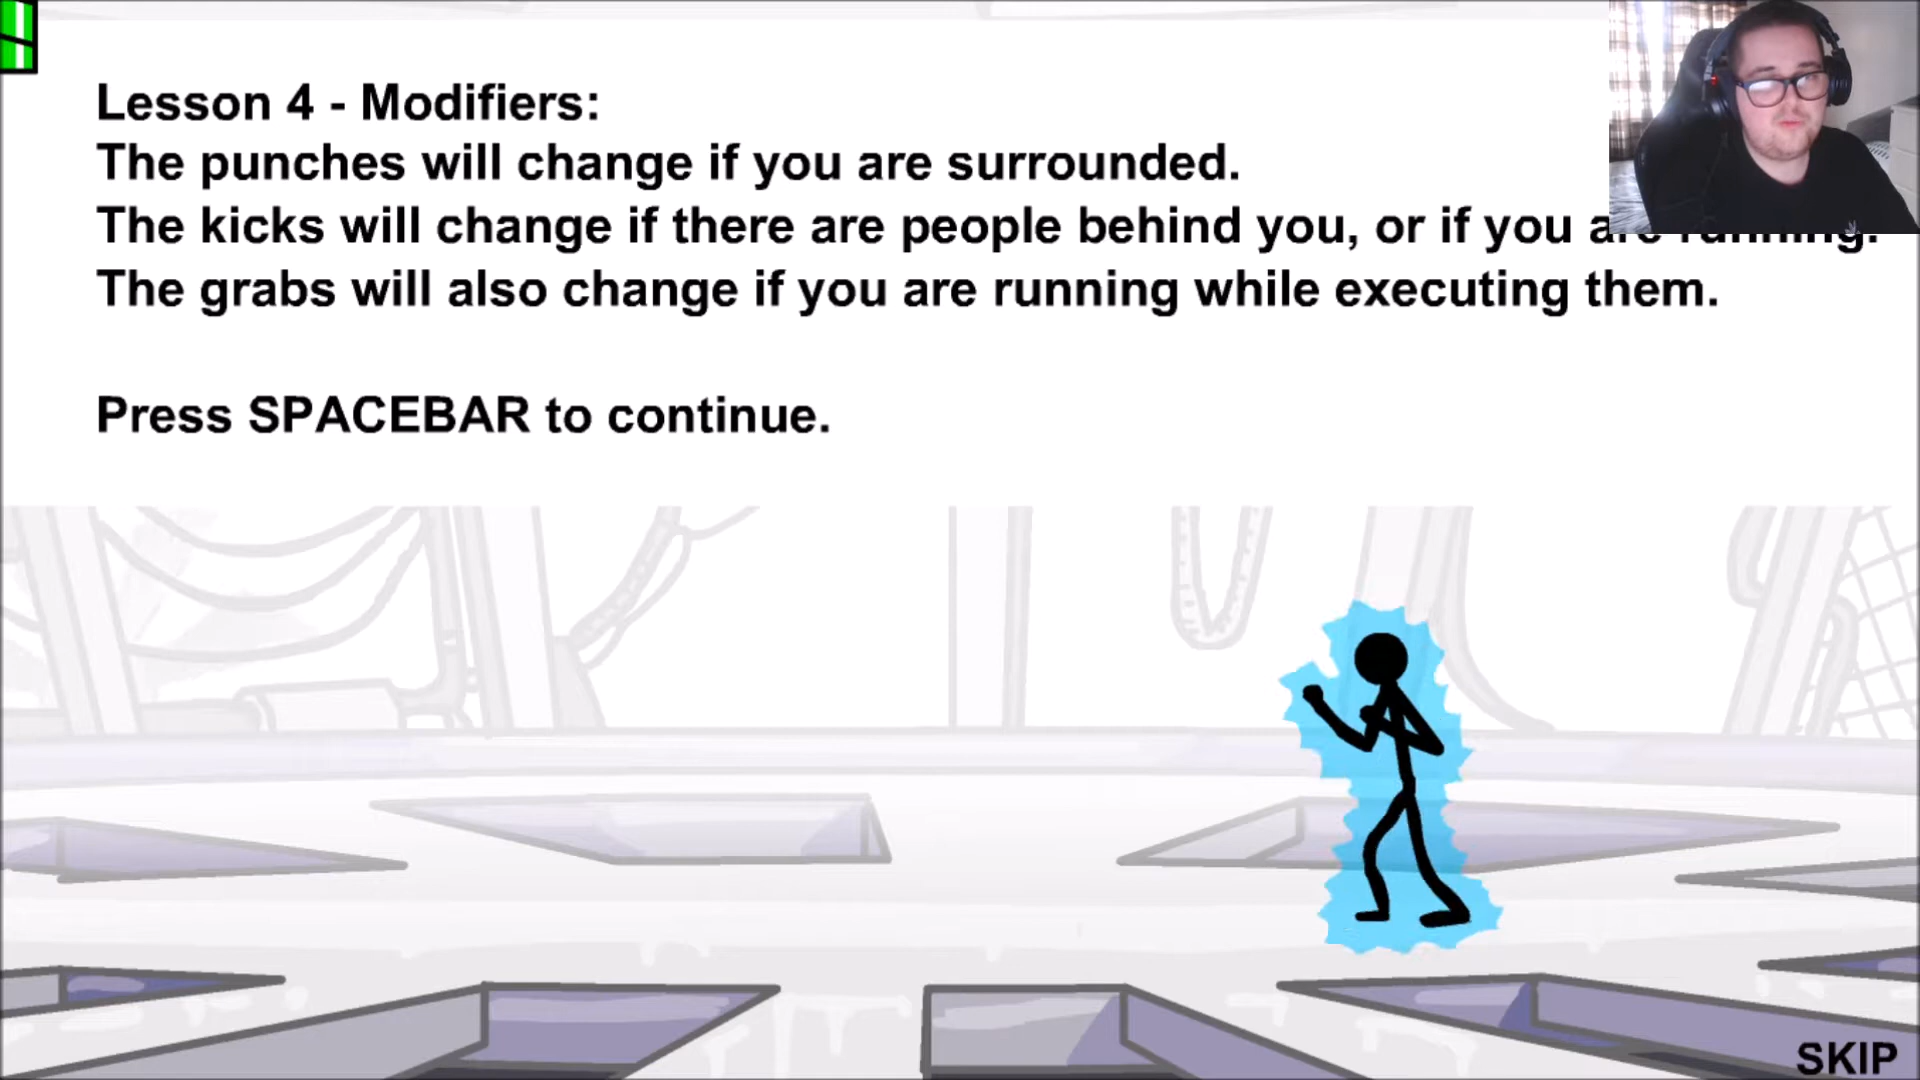 Lesson 4 - Modifiers:
The punches will change if you are surrounded.
The kicks will change if there are people behind you, or if you are running.
The grabs will also change if you are running while executing them.
Press SPACEBAR to continue.
SKIP